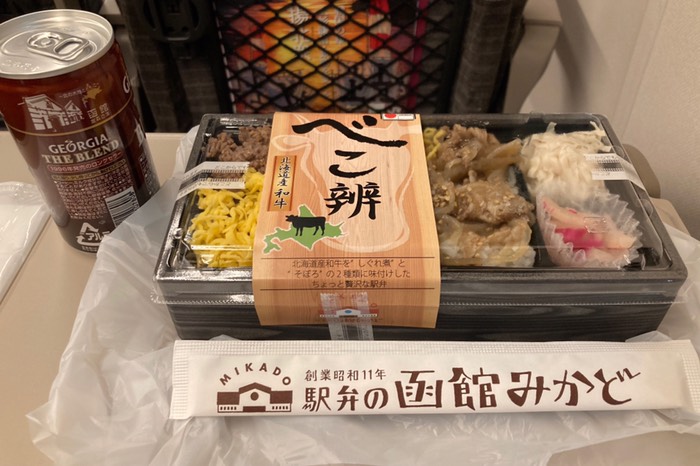 GEORGIA
THE BLEND
アルミ
べこ辨
北海道産和牛
北海道産和牛を"しぐれ煮"と
"そぼろ"の2種類に味付けした
ちょっと贅沢な駅弁
MIKADO
創業昭和11年
駅弁の函館みかど